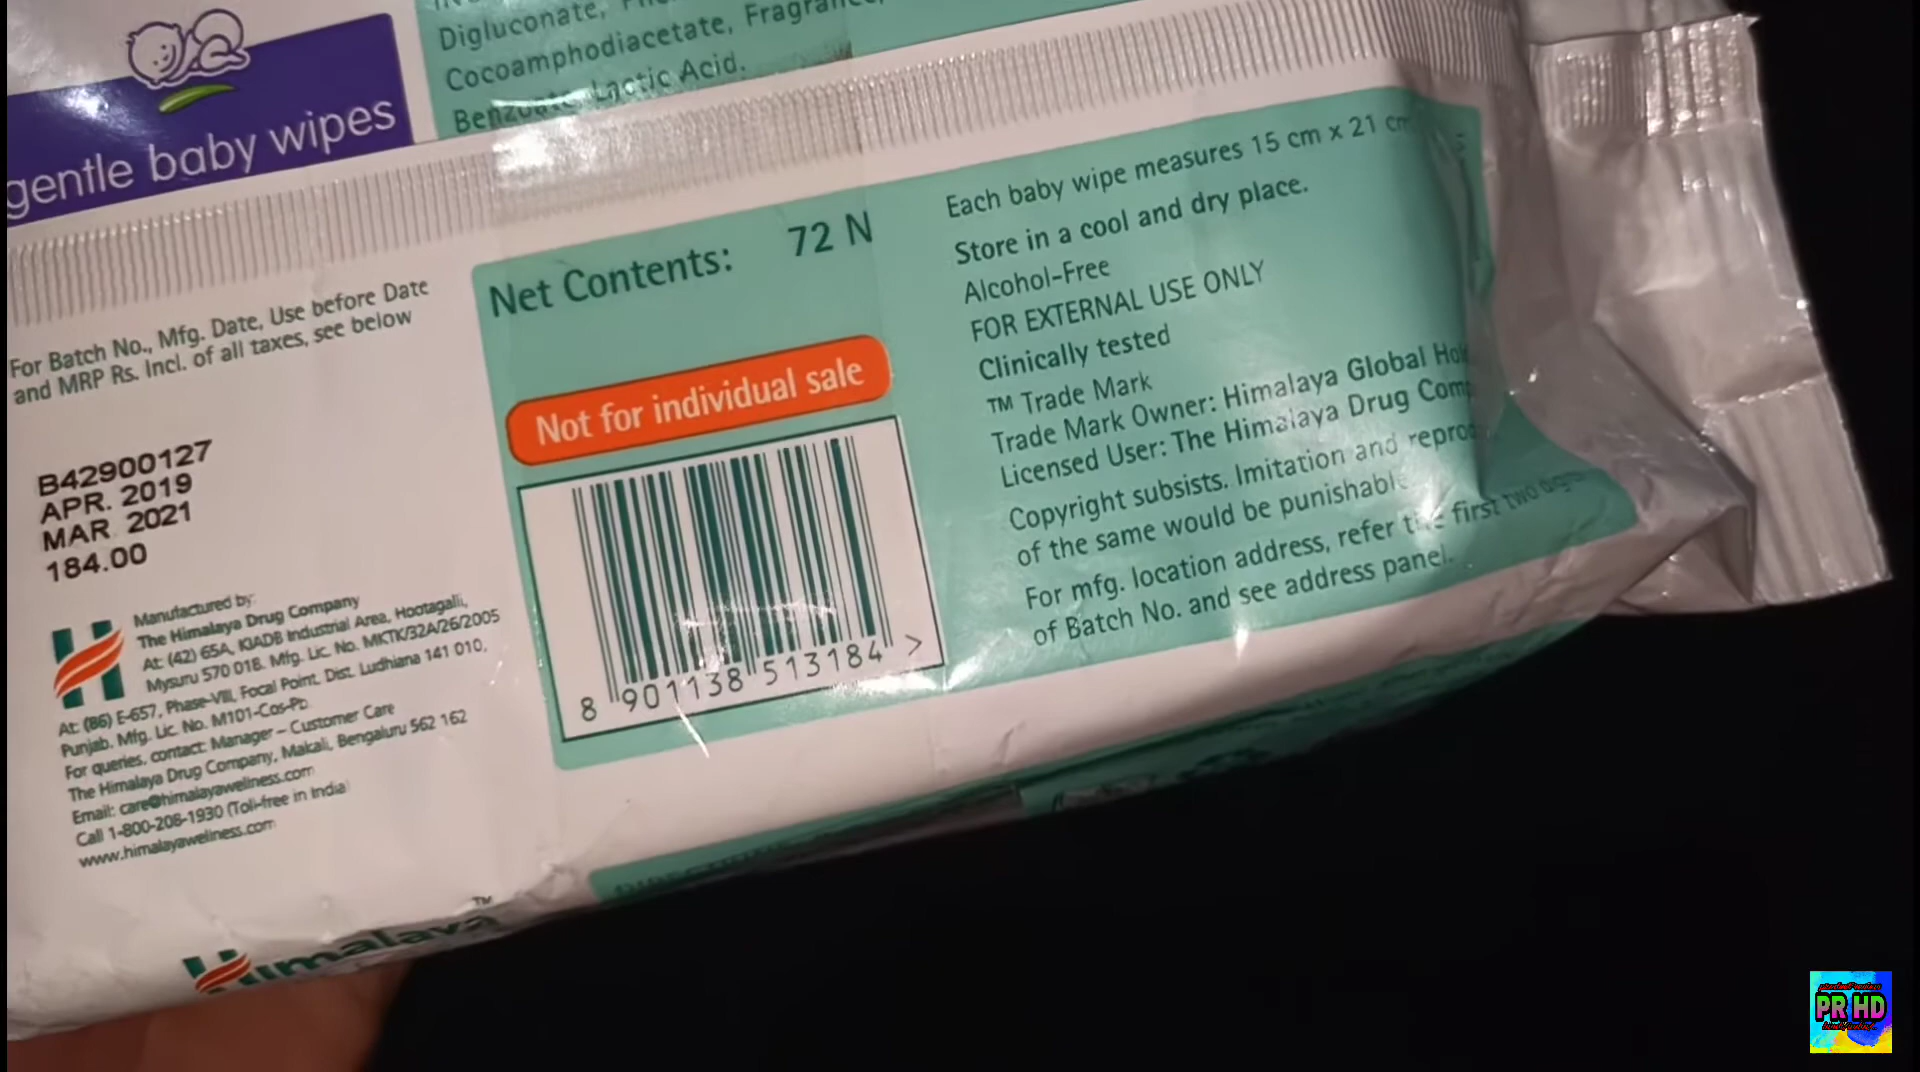 Digluconate,
Cocoamphodiacetate, Fragrance,
Benzoate, Lactic Acid.
gentle baby wipes
For Batch No., Mfg. Date, Use before Date
and MRP Rs. Incl. of all taxes, see below
B42900127
APR. 2019
MAR. 2021
184.00
Manufactured by:
The Himalaya Drug Company
At: (42) 65A, KIADB Industrial Area, Hootagalli,
Mysuru 570 018. Mfg. Lic. No. MKTK/32A/26/2005
At: (86) E-657, Phase-VIII, Focal Point. Dist. Ludhiana 141 010,
Punjab. Mfg. Lic. No. M101-Cos-Pb.
For queries, contact: Manager – Customer Care
The Himalaya Drug Company, Makali, Bengaluru 562 162
Email: care@himalayawellness.com
Call 1-800-208-1930 (Toll-free in India)
www.himalayawellness.com
Himalaya™
Net Contents: 72 N
Not for individual sale
8 901138 513184 >
Each baby wipe measures 15 cm x 21 cm
Store in a cool and dry place.
Alcohol-Free
FOR EXTERNAL USE ONLY
Clinically tested
™ Trade Mark
Trade Mark Owner: Himalaya Global
Licensed User: The Himalaya Drug
Copyright subsists. Imitation and
of the same would be punishable
For mfg. location address, refer the first two digits
of Batch No. and see address panel.
PR HD